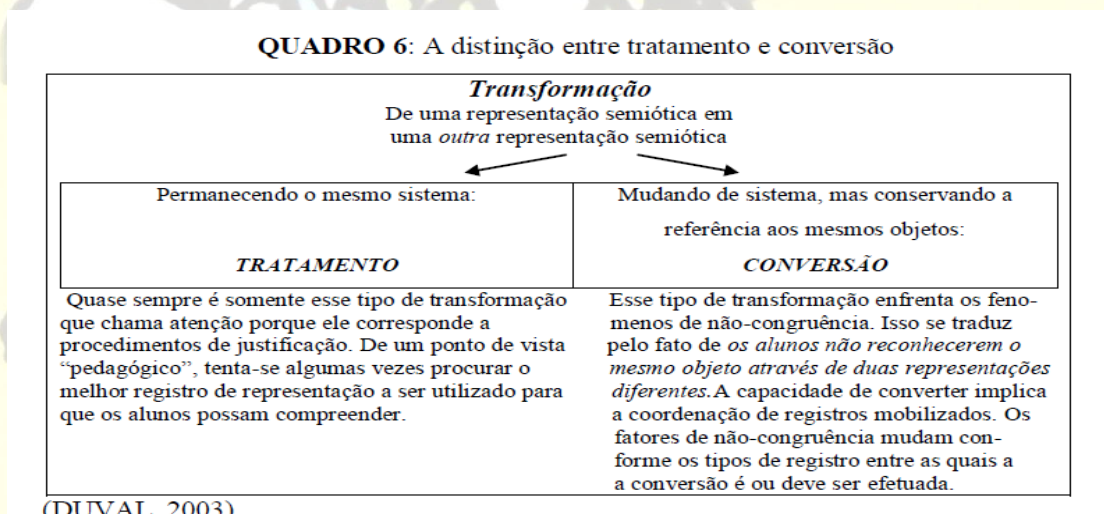 QUADRO 6: A distinção entre tratamento e conversão
Transformação
De uma representação semiótica em
uma outra representação semiótica
Permanecendo o mesmo sistema:
TRATAMENTO
Quase sempre é somente esse tipo de transformação
que chama atenção porque ele corresponde a
procedimentos de justificação. De um ponto de vista
“pedagógico”, tenta-se algumas vezes procurar o
melhor registro de representação a ser utilizado para
que os alunos possam compreender.
Mudando de sistema, mas conservando a
referência aos mesmos objetos:
CONVERSÃO
Esse tipo de transformação enfrenta os feno-
menos de não-congruência. Isso se traduz
pelo fato de os alunos não reconhecerem o
mesmo objeto através de duas representações
diferentes.A capacidade de converter implica
a coordenação de registros mobilizados. Os
fatores de não-congruência mudam con-
forme os tipos de registro entre as quais a
a conversão é ou deve ser efetuada.
(DUVAL, 2003)